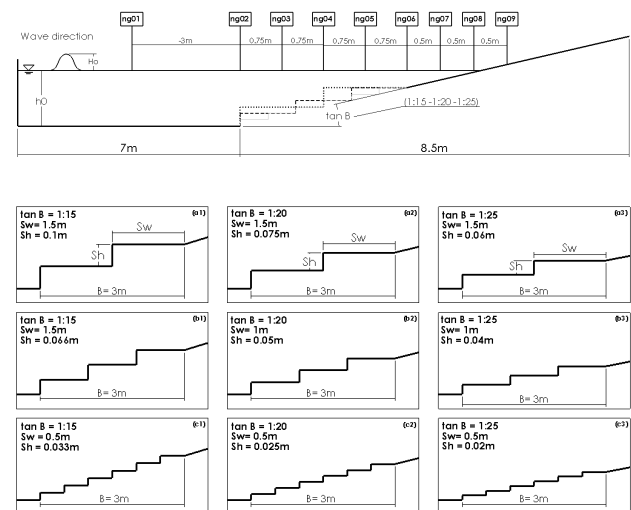 ng01 ng02 ng03 ng04 ng05 ng06 ng07 ng08 ng09
Wave direction
-3m 0.75m 0.75m 0.75m 0.75m 0.5m 0.5m 0.5m
Ho
h0
tan B
(1:15 -1:20 -1:25)
7m 8.5m
tan B = 1:15
Sw= 1.5m
Sh = 0.1m
(a1)
Sw
Sh
B= 3m
tan B = 1:20
Sw= 1.5m
Sh = 0.075m
(a2)
Sw
Sh
B= 3m
tan B = 1:25
Sw= 1.5m
Sh = 0.06m
(a3)
Sw
Sh
B= 3m
tan B = 1:15
Sw= 1.5m
Sh = 0.066m
(b1)
B= 3m
tan B = 1:20
Sw= 1m
Sh = 0.05m
(b2)
B= 3m
tan B = 1:25
Sw= 1m
Sh = 0.04m
(b3)
B= 3m
tan B = 1:15
Sw = 0.5m
Sh = 0.033m
(c1)
B= 3m
tan B = 1:20
Sw= 0.5m
Sh = 0.025m
(c2)
B= 3m
tan B = 1:25
Sw= 0.5m
Sh = 0.02m
(c3)
B= 3m